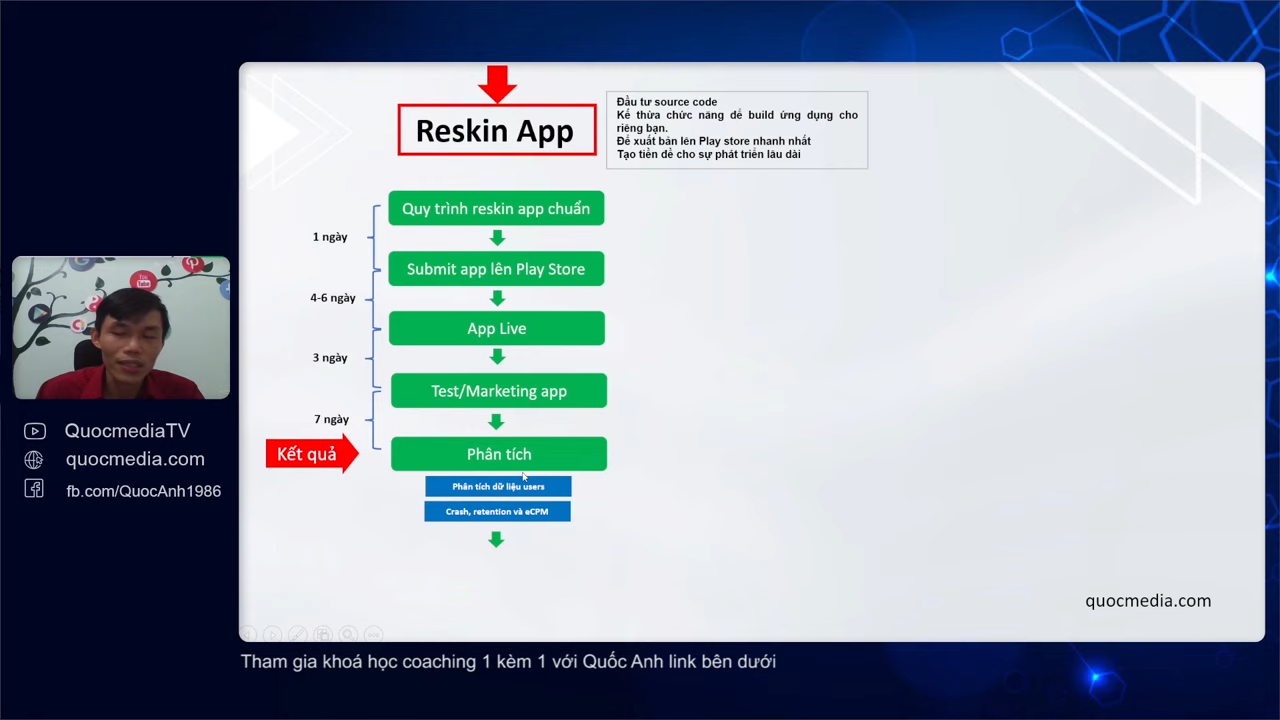 Reskin App
Đầu tư source code
Kế thừa chức năng để build ứng dụng cho
riêng bạn.
Để xuất bản lên Play store nhanh nhất
Tạo tiền đề cho sự phát triển lâu dài
Quy trình reskin app chuẩn
1 ngày
Submit app lên Play Store
4-6 ngày
App Live
3 ngày
Test/Marketing app
7 ngày
Kết quả
Phân tích
Phân tích dữ liệu users
Crash, retention và eCPM
QuocmediaTV
quocmedia.com
fb.com/QuocAnh1986
quocmedia.com
Tham gia khoá học coaching 1 kèm 1 với Quốc Anh link bên dưới